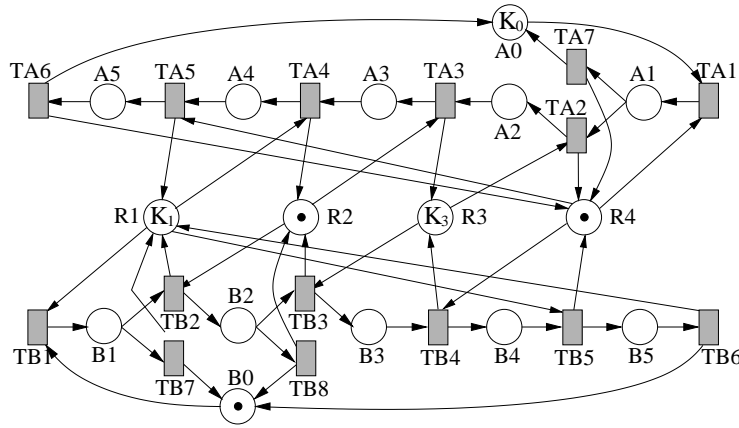 K₀
TA6 A5 TA5 A4 TA4 A3 TA3 A0 TA7 A1 TA1
A2 TA2
R1 K₁ R2 K₃ R3 R4
TB1 B1 TB2 B2 TB3 B3 TB4 B4 TB5 B5 TB6
TB7 B0 TB8